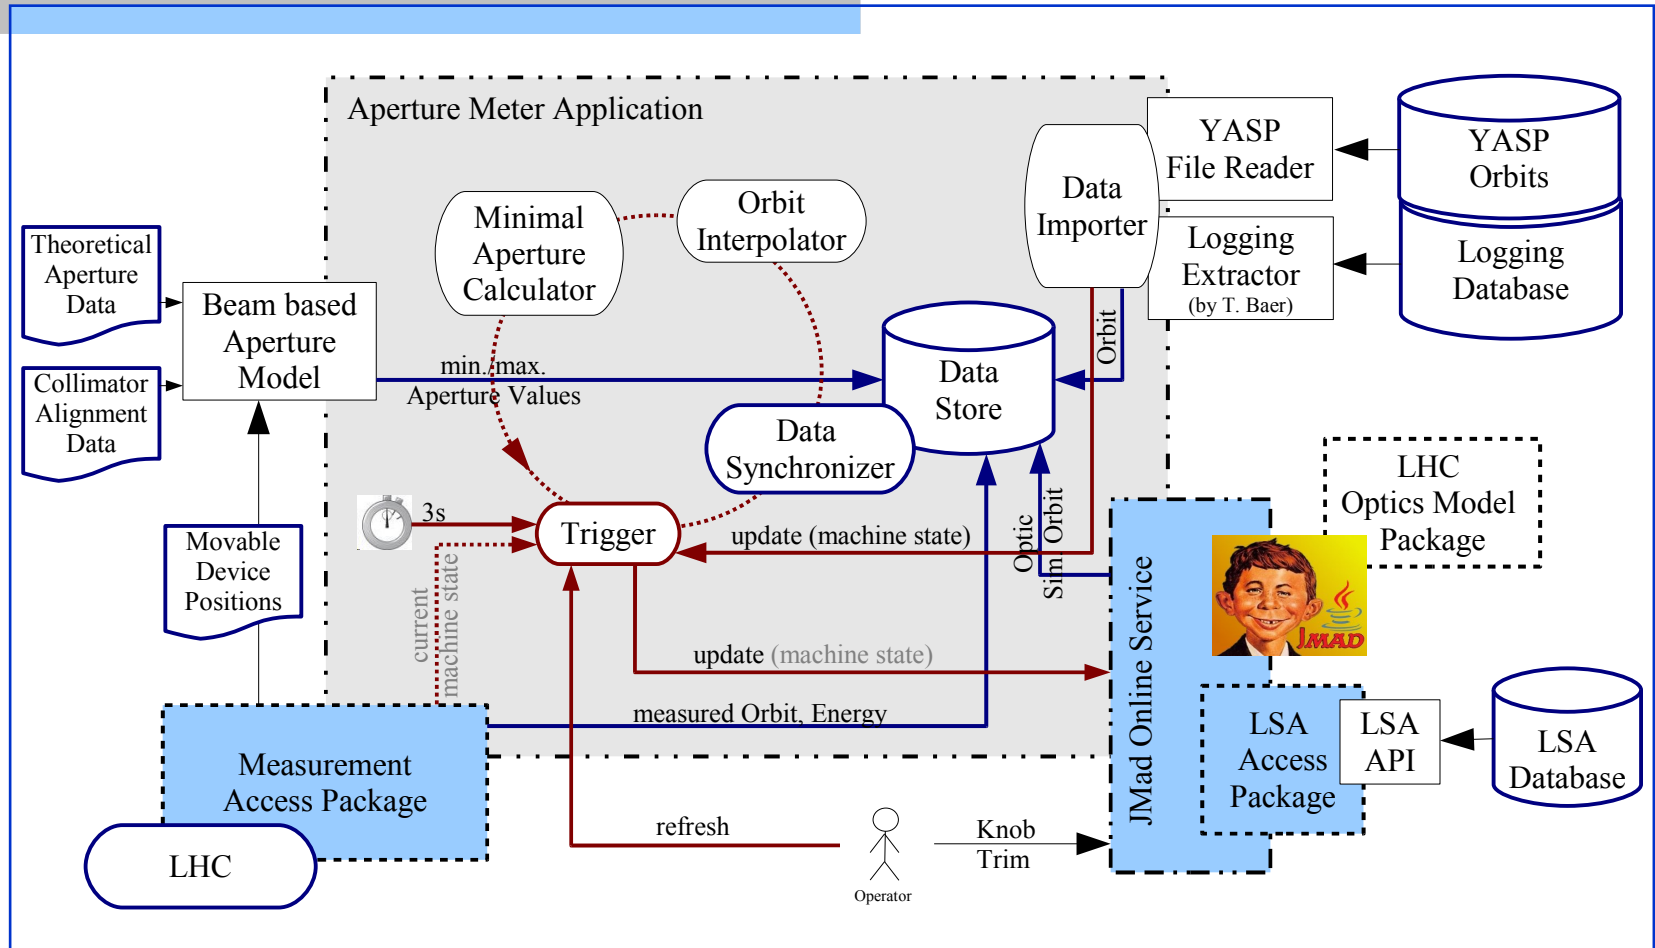 Aperture Meter Application
YASP
File Reader
YASP
Orbits
Data
Importer
Logging
Extractor
(by T. Baer)
Logging
Database
Minimal
Aperture
Calculator
Orbit
Interpolator
Theoretical
Aperture
Data
Collimator
Alignment
Data
Beam based
Aperture
Model
min./max.
Aperture Values
Orbit
Data
Store
Data
Synchronizer
LHC
Optics Model
Package
3s
Trigger
update (machine state)
Optic
Sim. Orbit
Movable
Device
Positions
current
machine state
update (machine state)
JMad Online Service
JMAD
measured Orbit, Energy
LSA
Access
Package
LSA
API
LSA
Database
Measurement
Access Package
LHC
refresh
Operator
Knob
Trim